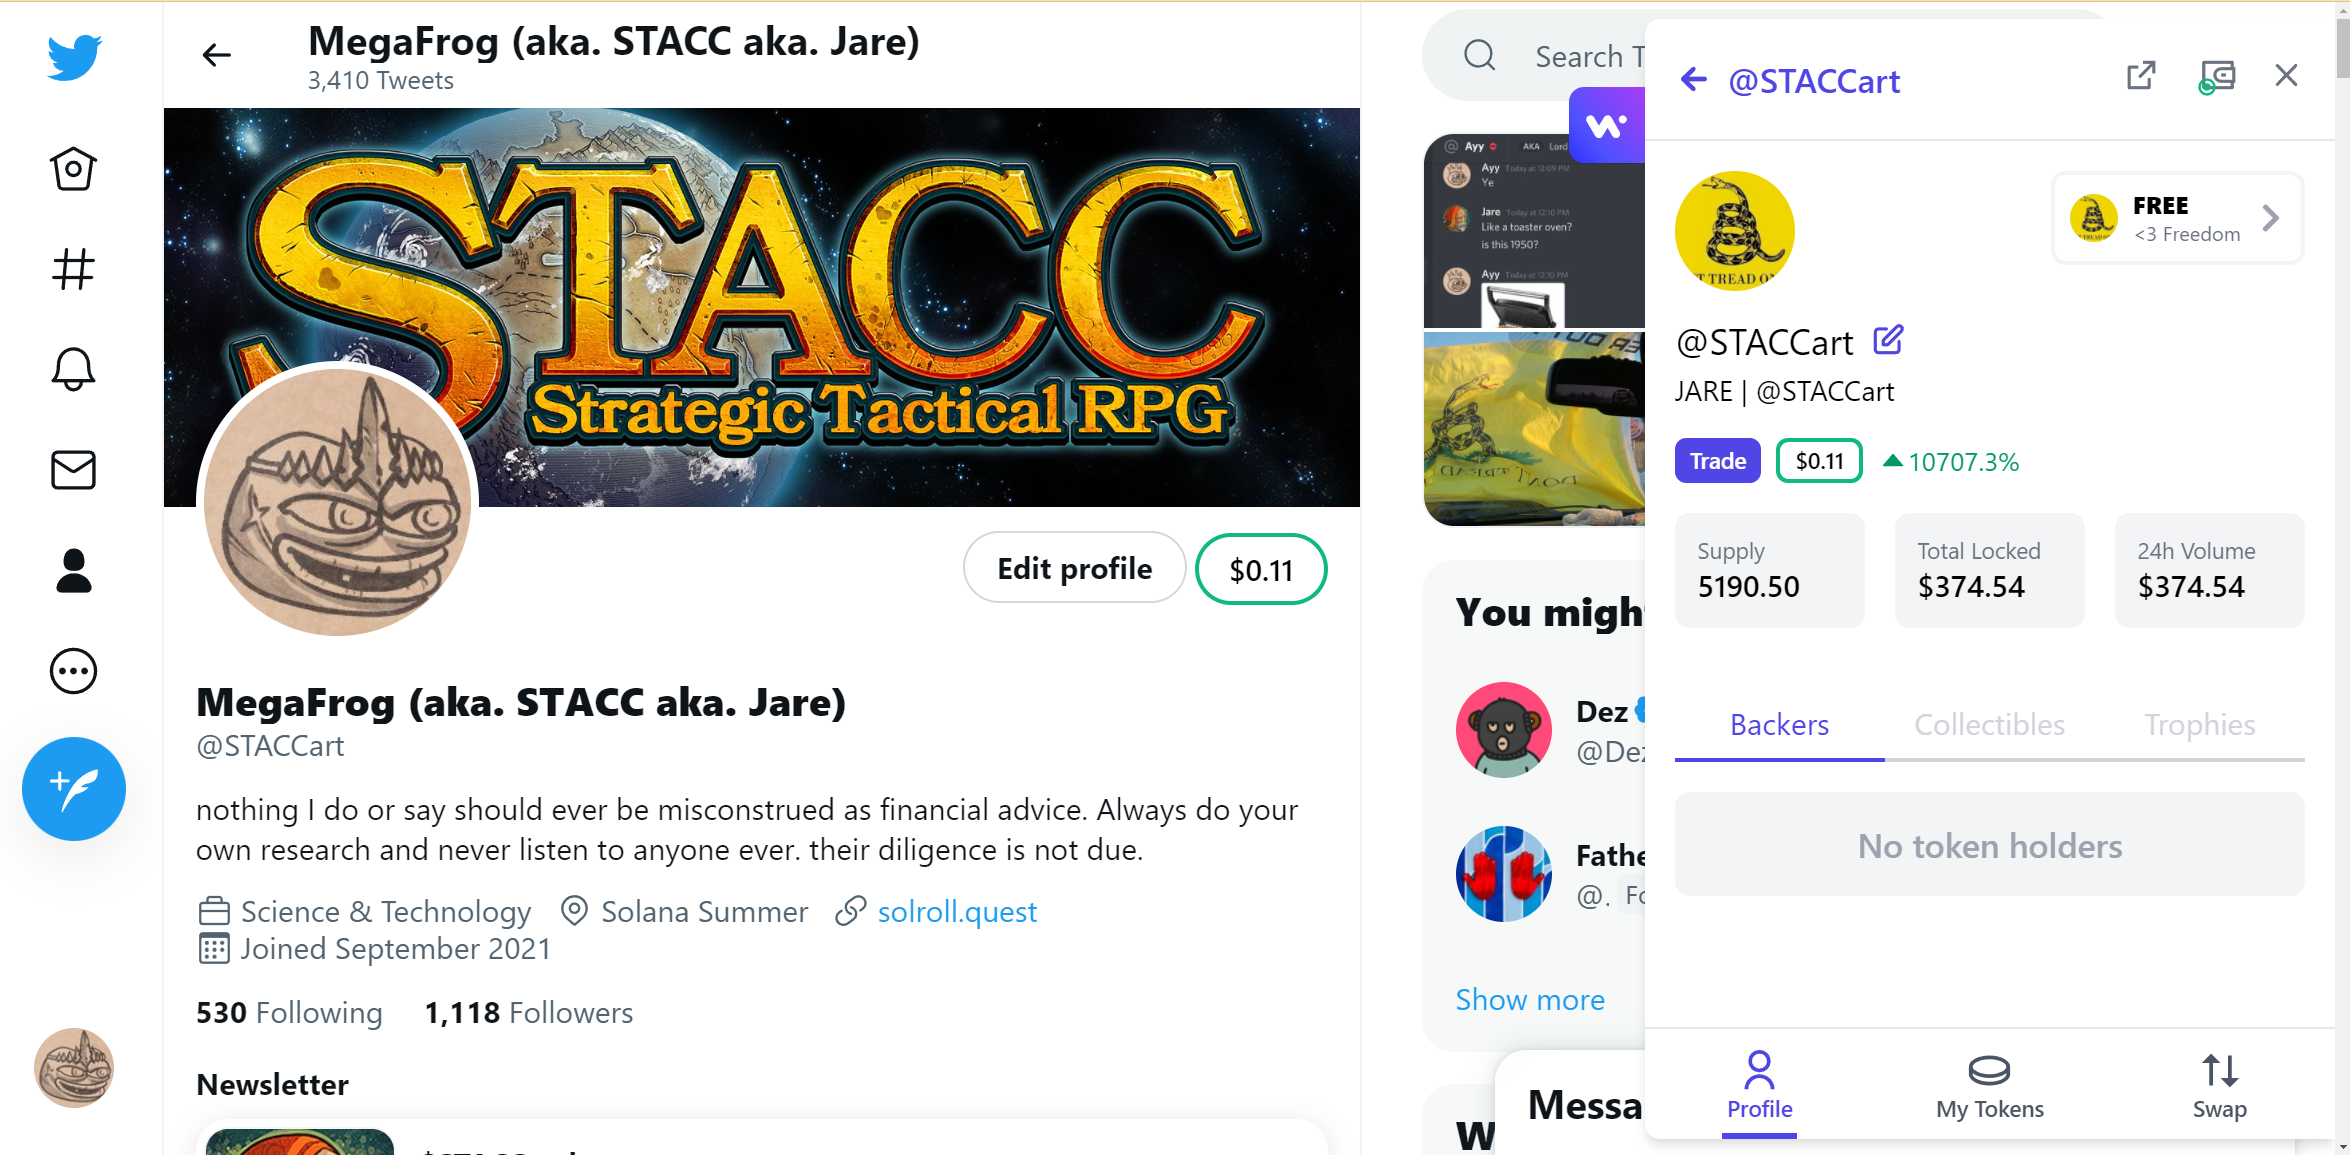 MegaFrog (aka. STACC aka. Jare)
3,410 Tweets
STACC
Strategic Tactical RPG
Edit profile
$0.11
MegaFrog (aka. STACC aka. Jare)
@STACCart
nothing I do or say should ever be misconstrued as financial advice. Always do your
own research and never listen to anyone ever. their diligence is not due.
Science & Technology
Solana Summer
solroll.quest
Joined September 2021
530 Following
1,118 Followers
Newsletter
Search T
@ Ayy
AKA Lord
Ayy Today at 12:09 PM
Ye
Jare Today at 12:10 PM
Like a toaster oven?
is this 1950?
Ayy Today at 12:10 PM
DON'T TREAD
You migh
Dez
@Dez
Fathe
@. Fo
Show more
W
Messa
@STACCart
T TREAD O
FREE
<3 Freedom
@STACCart
JARE | @STACCart
Trade
$0.11
10707.3%
Supply
5190.50
Total Locked
$374.54
24h Volume
$374.54
Backers
Collectibles
Trophies
No token holders
Profile
My Tokens
Swap